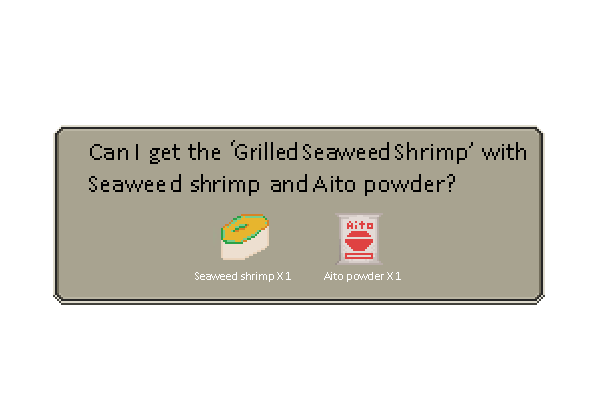 Can I get the 'Grilled Seaweed Shrimp' with
Seaweed shrimp and Aito powder?
Aito
Seaweed shrimp X 1
Aito powder X 1